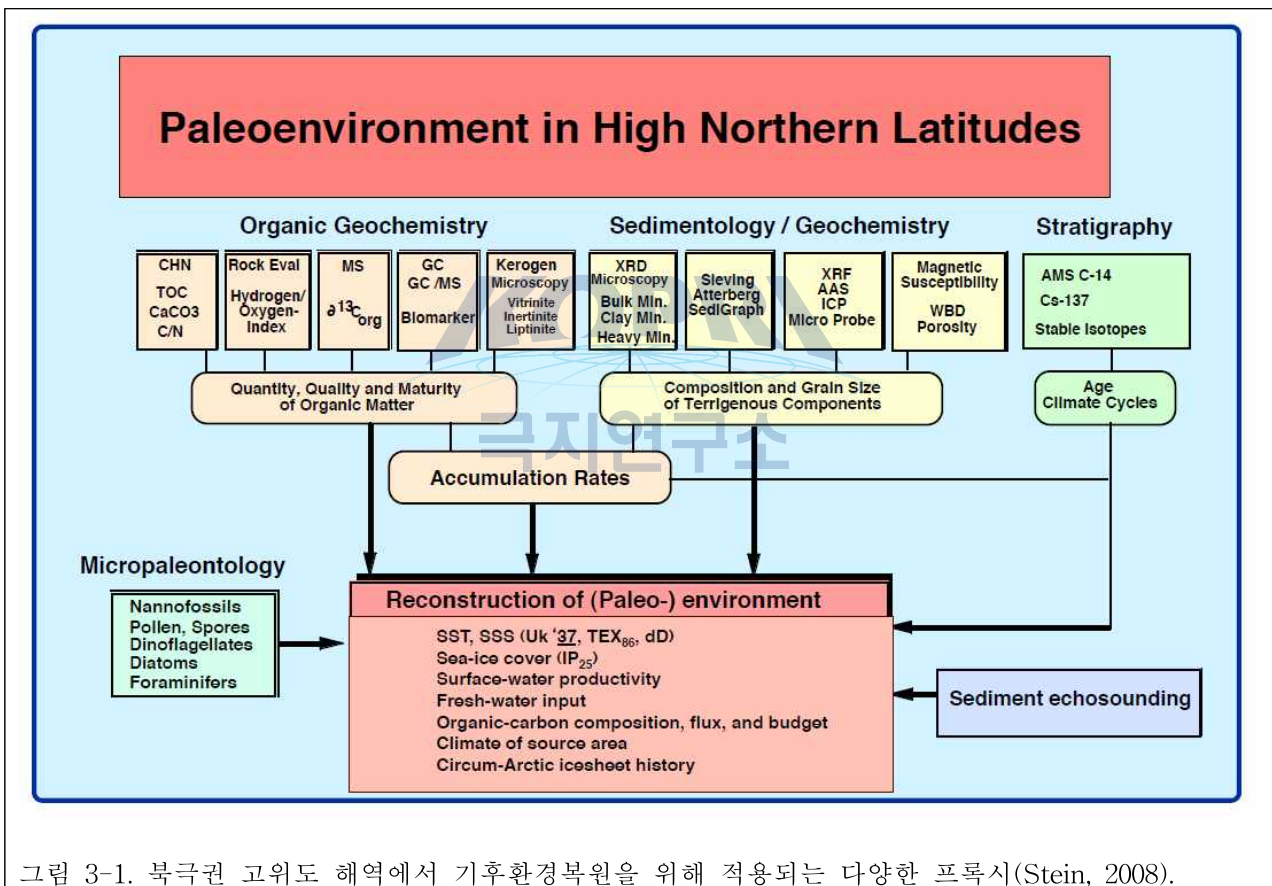 Paleoenvironment in High Northern Latitudes
Organic Geochemistry
Sedimentology / Geochemistry
Stratigraphy
CHN
TOC
CaCO3
C/N
Rock Eval
Hydrogen/
Oxygen-
Index
MS
∂13Corg
GC
GC /MS
Biomarker
Kerogen
Microscopy
Vitrinite
Inertinite
Liptinite
XRD
Microscopy
Bulk Min.
Clay Min.
Heavy Min.
Sieving
Atterberg
SediGraph
XRF
AAS
ICP
Micro Probe
Magnetic
Susceptibility
WBD
Porosity
AMS C-14
Cs-137
Stable Isotopes
KOPRI
Quantity, Quality and Maturity
of Organic Matter
Composition and Grain Size
of Terrigenous Components
Age
Climate Cycles
극지연구소
Accumulation Rates
Micropaleontology
Nannofossils
Pollen, Spores
Dinoflagellates
Diatoms
Foraminifers
Reconstruction of (Paleo-) environment
SST, SSS (Uk ‘37, TEX86, dD)
Sea-ice cover (IP25)
Surface-water productivity
Fresh-water input
Organic-carbon composition, flux, and budget
Climate of source area
Circum-Arctic icesheet history
Sediment echosounding
그림 3-1. 북극권 고위도 해역에서 기후환경복원을 위해 적용되는 다양한 프록시(Stein, 2008).